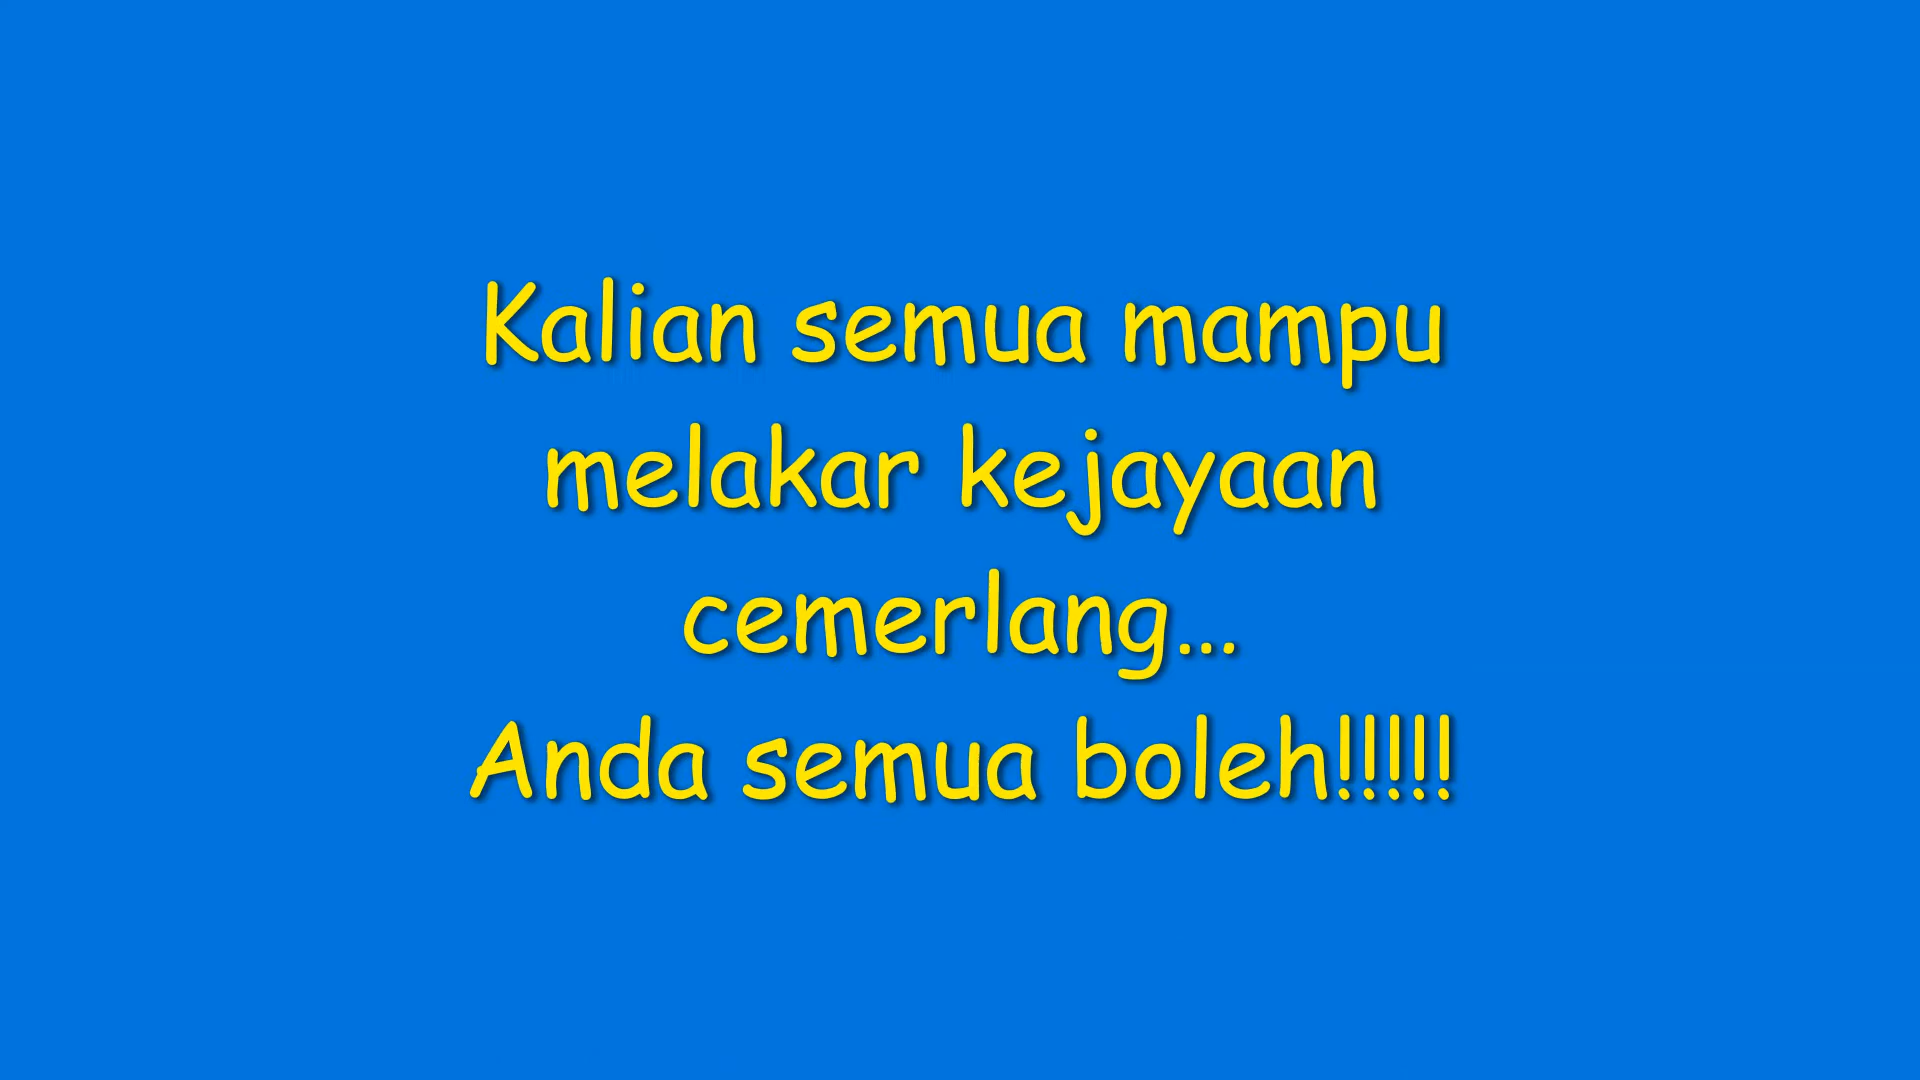 Kalian semua mampu
melakar kejayaan
cemerlang...
Anda semua boleh!!!!!